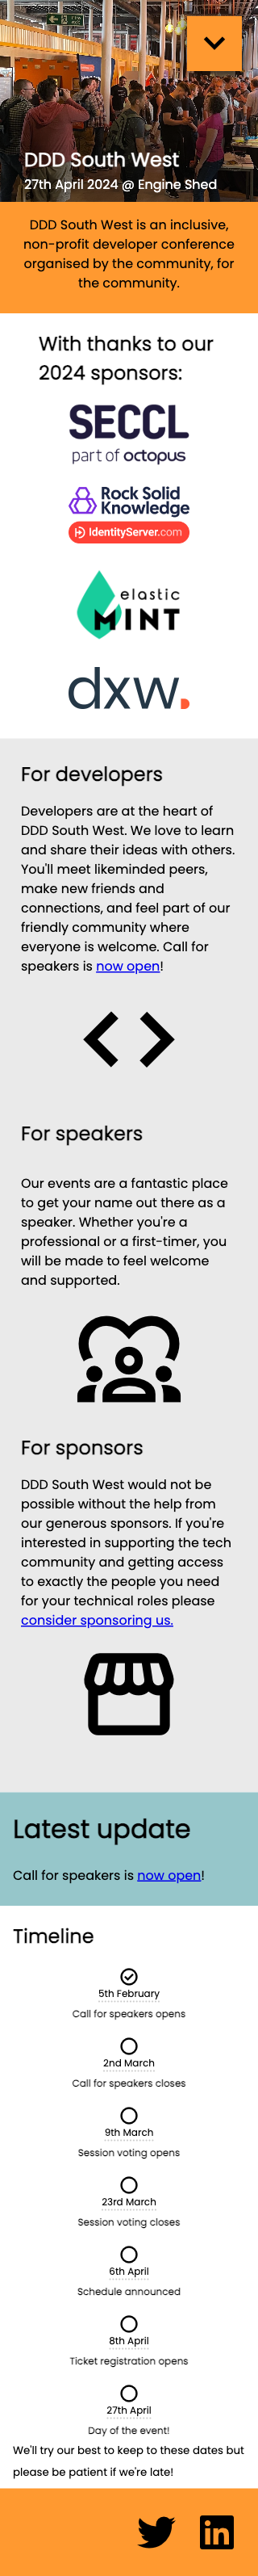 DDD South West
27th April 2024 @ Engine Shed
DDD South West is an inclusive,
non-profit developer conference
organised by the community, for
the community.
With thanks to our
2024 sponsors:
SECCL
part of octopus
Rock Solid
Knowledge
IdentityServer.com
elastic
MINT
dxw.
For developers
Developers are at the heart of
DDD South West. We love to learn
and share their ideas with others.
You'll meet likeminded peers,
make new friends and
connections, and feel part of our
friendly community where
everyone is welcome. Call for
speakers is now open!
For speakers
Our events are a fantastic place
to get your name out there as a
speaker. Whether you're a
professional or a first-timer, you
will be made to feel welcome
and supported.
For sponsors
DDD South West would not be
possible without the help from
our generous sponsors. If you're
interested in supporting the tech
community and getting access
to exactly the people you need
for your technical roles please
consider sponsoring us.
Latest update
Call for speakers is now open!
Timeline
5th February
Call for speakers opens
2nd March
Call for speakers closes
9th March
Session voting opens
23rd March
Session voting closes
6th April
Schedule announced
8th April
Ticket registration opens
27th April
Day of the event!
We'll try our best to keep to these dates but
please be patient if we're late!
in